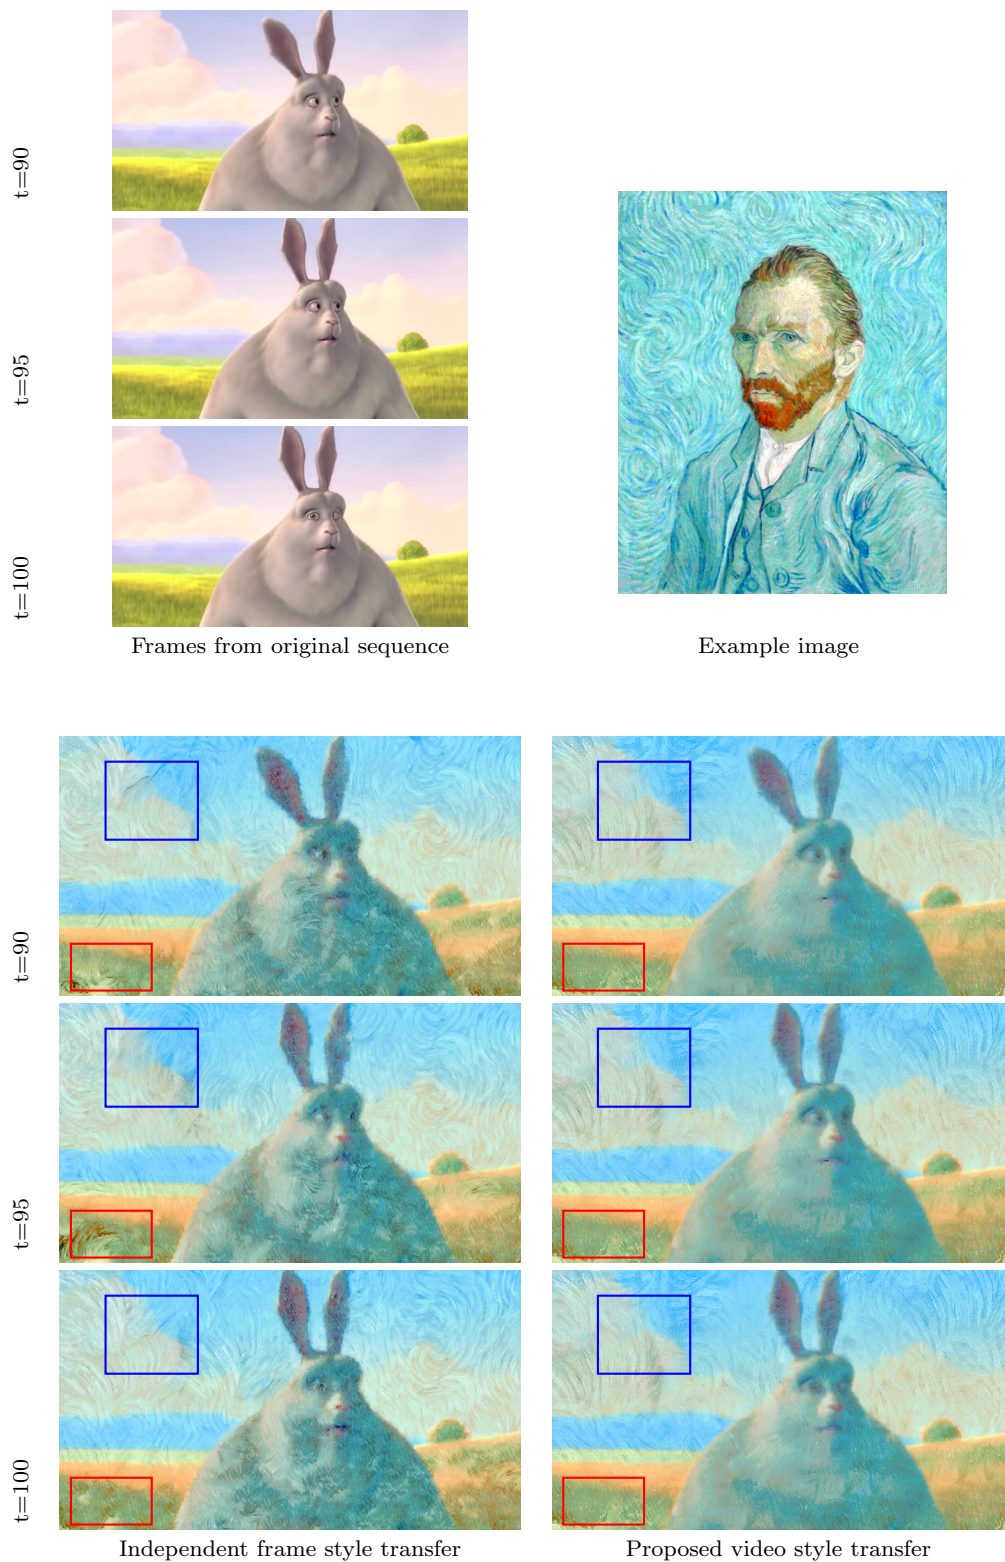 t=90
t=95
t=100
Frames from original sequence
Example image
t=90
t=95
t=100
Independent frame style transfer
Proposed video style transfer